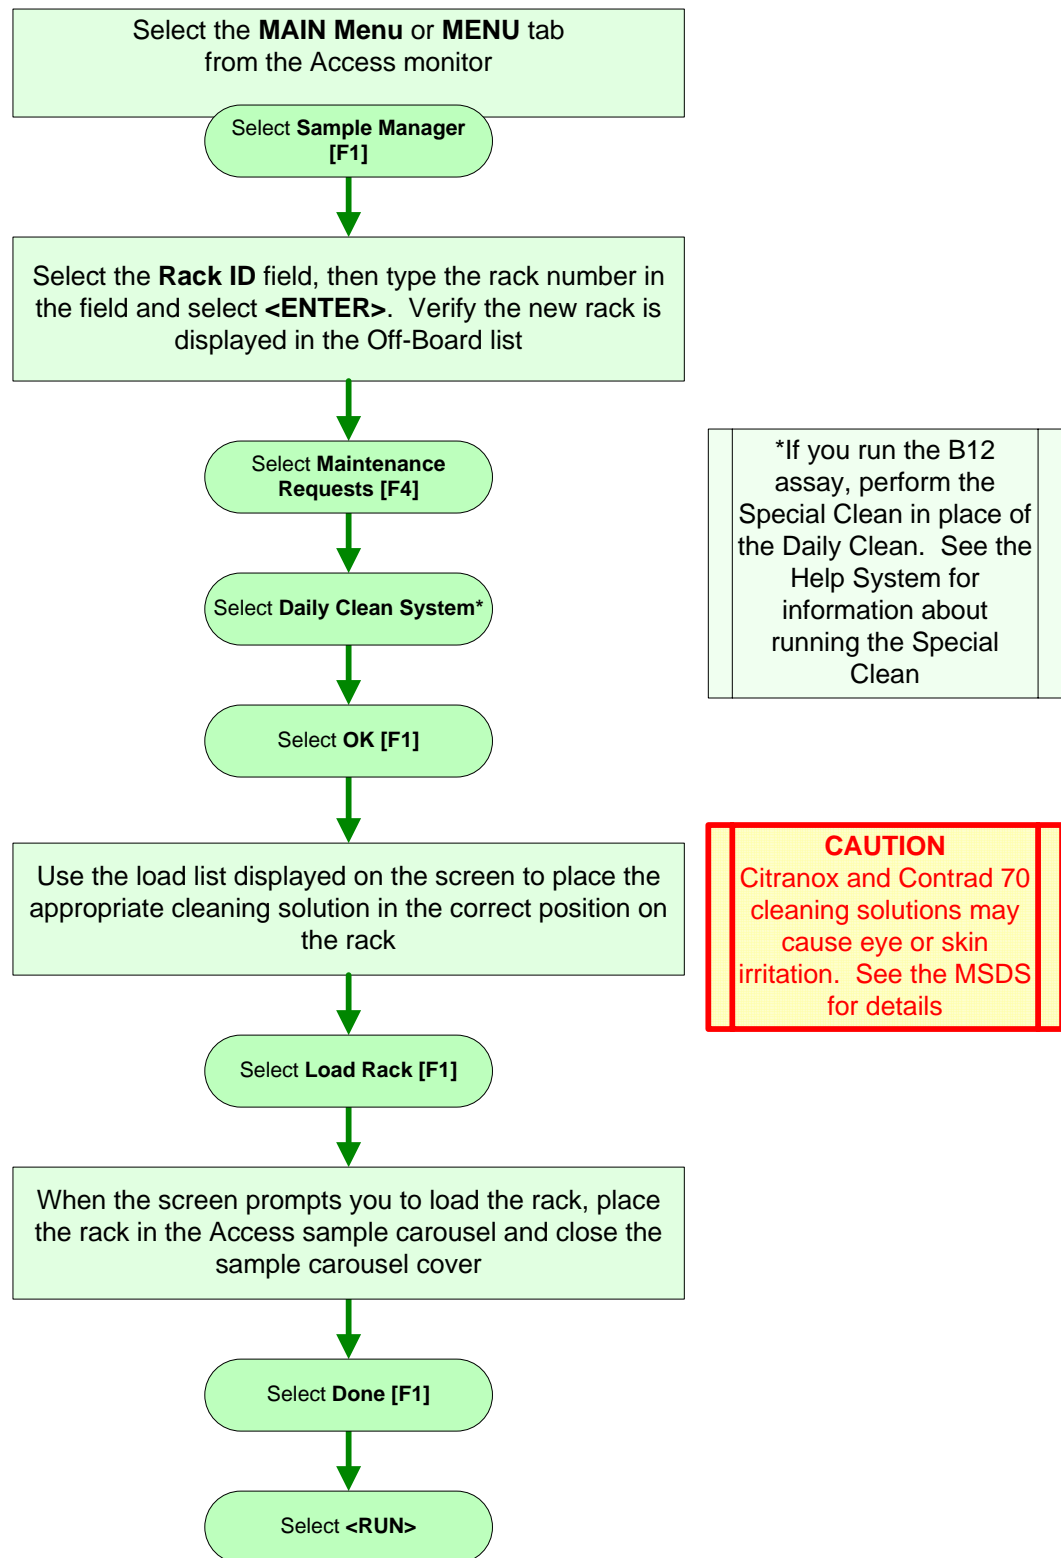 Select the MAIN Menu or MENU tab
from the Access monitor
Select Sample Manager
[F1]
Select the Rack ID field, then type the rack number in
the field and select <ENTER>.  Verify the new rack is
displayed in the Off-Board list
Select Maintenance
Requests [F4]
Select Daily Clean System*
*If you run the B12
assay, perform the
Special Clean in place of
the Daily Clean.  See the
Help System for
information about
running the Special
Clean
Select OK [F1]
Use the load list displayed on the screen to place the
appropriate cleaning solution in the correct position on
the rack
CAUTION
Citranox and Contrad 70
cleaning solutions may
cause eye or skin
irritation.  See the MSDS
for details
Select Load Rack [F1]
When the screen prompts you to load the rack, place
the rack in the Access sample carousel and close the
sample carousel cover
Select Done [F1]
Select <RUN>